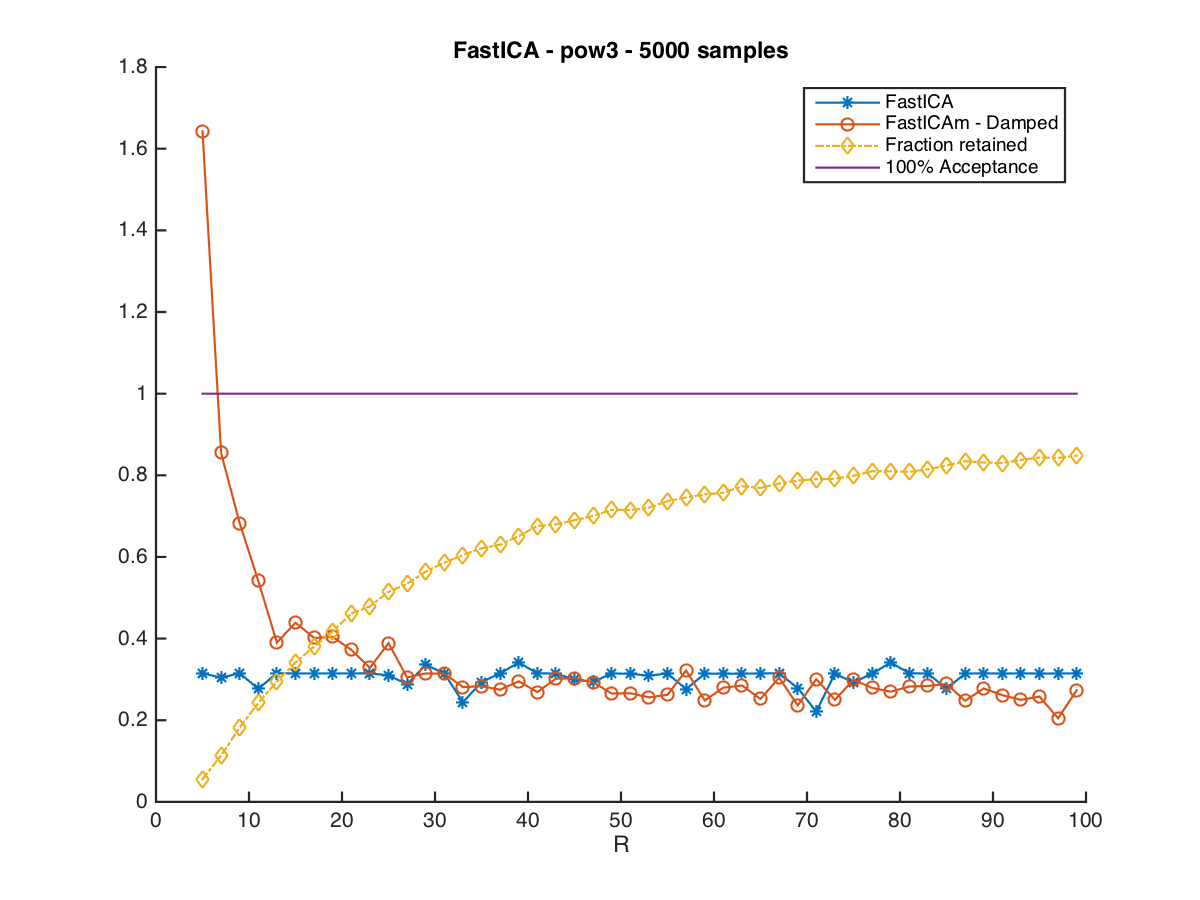 FastICA - pow3 - 5000 samples
1.8
1.6
1.4
1.2
1
0.8
0.6
0.4
0.2
0
FastICA
FastICAm - Damped
Fraction retained
100% Acceptance
0 10 20 30 40 50 60 70 80 90 100
R